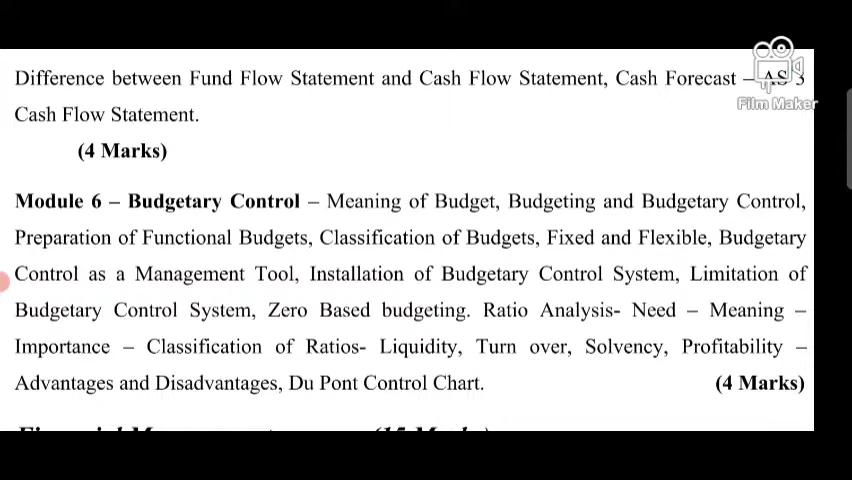 Difference between Fund Flow Statement and Cash Flow Statement, Cash Forecast – AS 3
Film Maker
Cash Flow Statement.
(4 Marks)
Module 6 – Budgetary Control – Meaning of Budget, Budgeting and Budgetary Control,
Preparation of Functional Budgets, Classification of Budgets, Fixed and Flexible, Budgetary
Control as a Management Tool, Installation of Budgetary Control System, Limitation of
Budgetary Control System, Zero Based budgeting. Ratio Analysis- Need – Meaning –
Importance – Classification of Ratios- Liquidity, Turn over, Solvency, Profitability –
Advantages and Disadvantages, Du Pont Control Chart. (4 Marks)